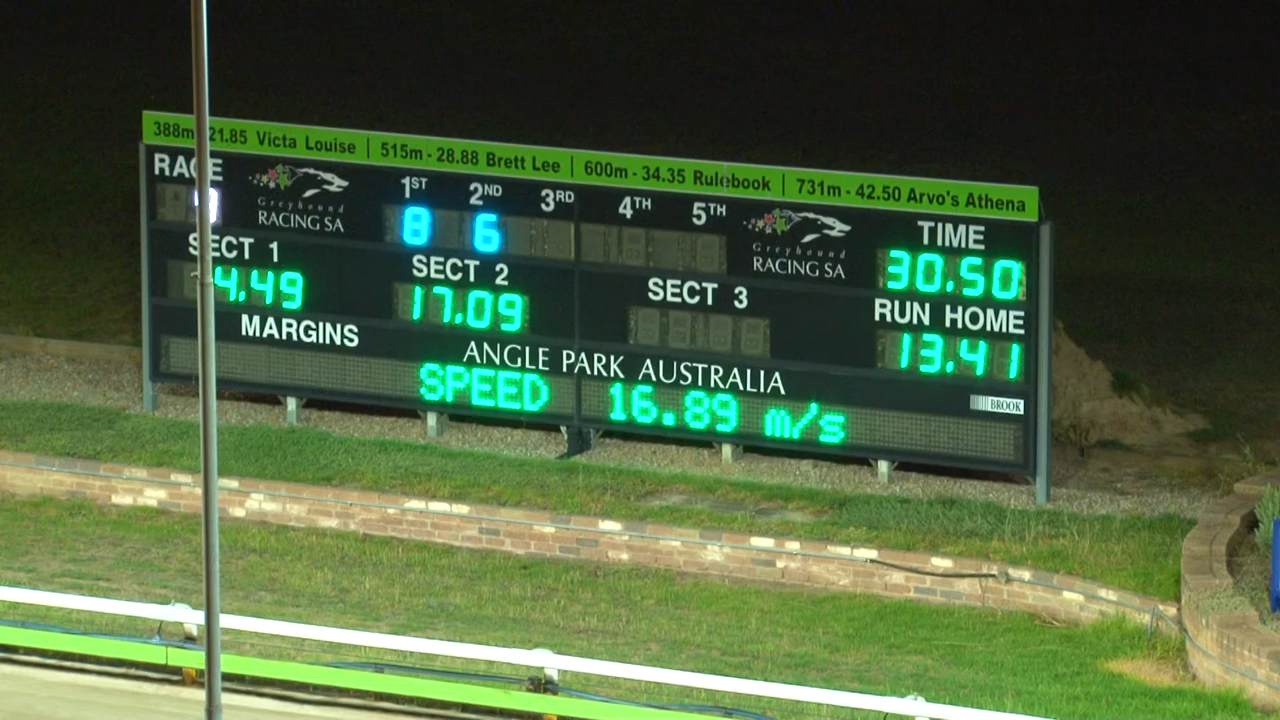 388m 21.85 Victa Louise | 515m - 28.88 Brett Lee | 600m - 34.35 Rulebook | 731m - 42.50 Arvo's Athena
RACE
Greyhound
RACING SA
1ST 2ND 3RD 4TH 5TH
8 6
Greyhound
RACING SA
TIME
30.50
SECT 1
4.49
SECT 2
17.09
SECT 3
RUN HOME
13.41
MARGINS
ANGLE PARK AUSTRALIA
SPEED 16.89 m/s
BROOK